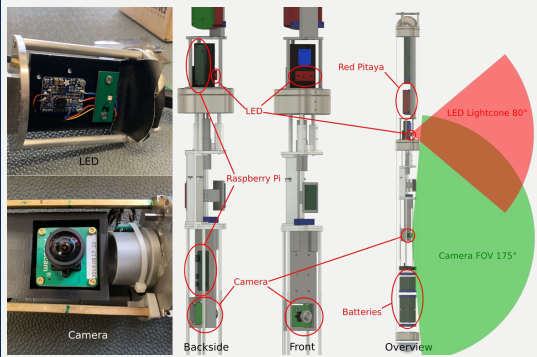 LED
Camera
LED
Raspberry Pi
Camera
Backside
Front
Red Pitaya
LED Lightcone 80°
Camera FOV 175°
Batteries
Overview